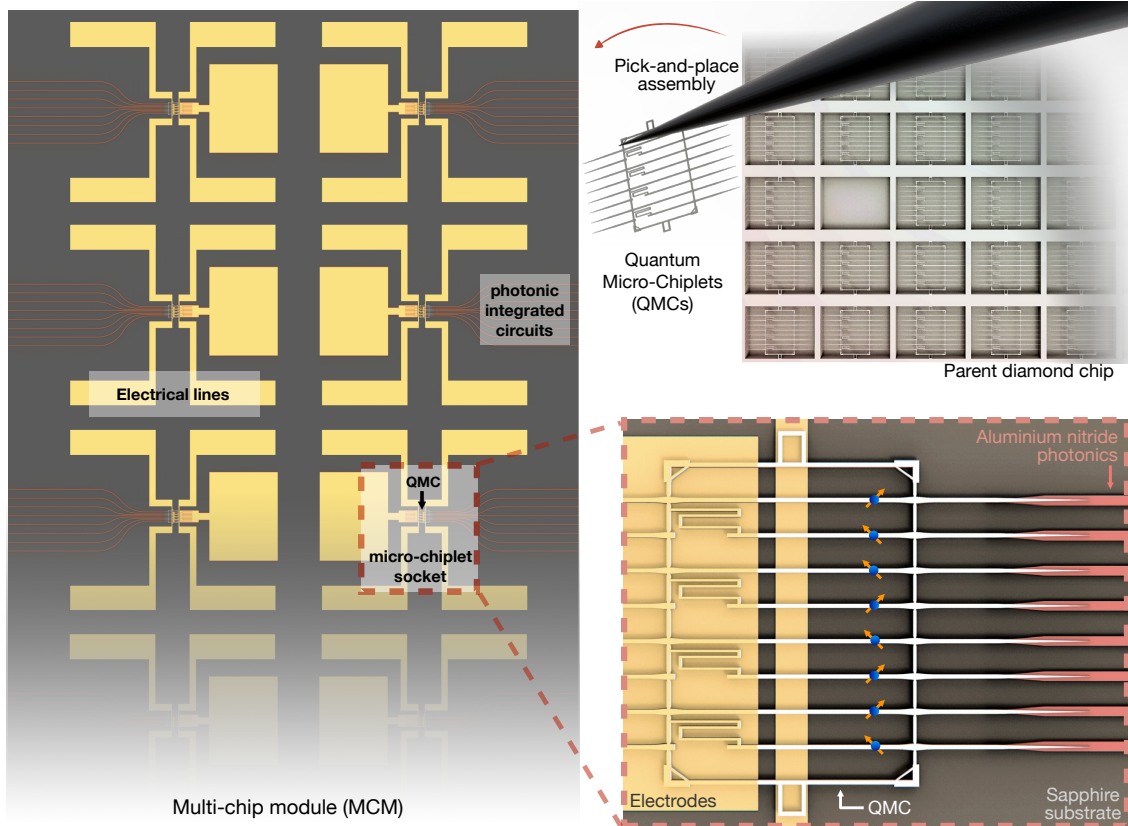 photonic
integrated
circuits
Electrical lines
QMC
micro-chiplet
socket
Multi-chip module (MCM)
Pick-and-place
assembly
Quantum
Micro-Chiplets
(QMCs)
Parent diamond chip
Aluminium nitride
photonics
Electrodes
QMC
Sapphire
substrate